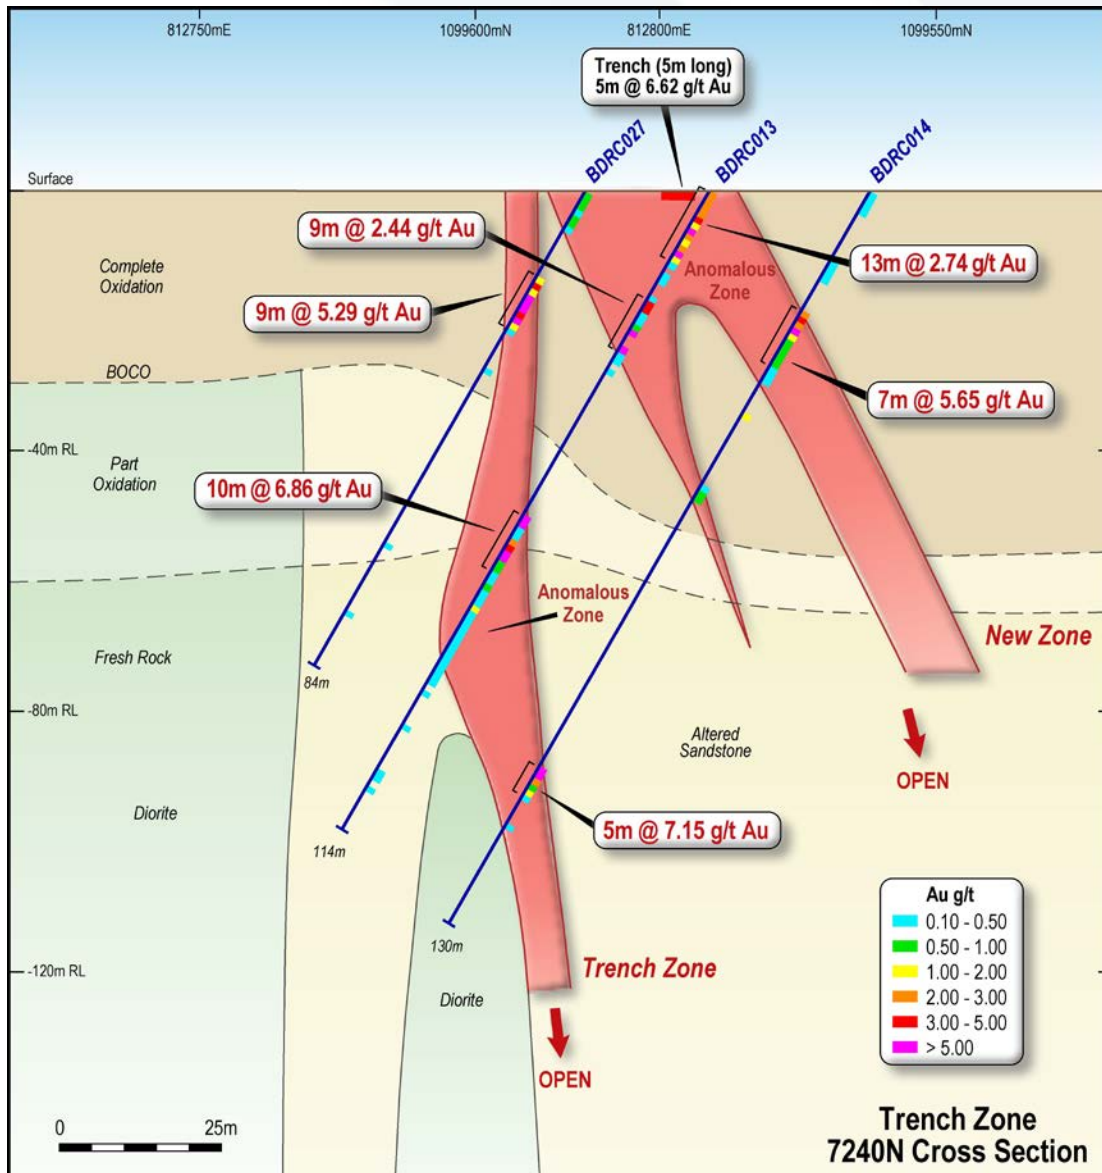 812750mE
1099600mN
812800mE
1099550mN
Trench (5m long)
5m @ 6.62 g/t Au
BDRC027
BDRC013
BDRC014
Surface
9m @ 2.44 g/t Au
13m @ 2.74 g/t Au
Complete
Oxidation
Anomalous
Zone
9m @ 5.29 g/t Au
BOCO
7m @ 5.65 g/t Au
-40m RL
Part
Oxidation
10m @ 6.86 g/t Au
Anomalous
Zone
New Zone
Fresh Rock
84m
-80m RL
Altered
Sandstone
OPEN
Diorite
5m @ 7.15 g/t Au
114m
130m
-120m RL
Trench Zone
Diorite
OPEN
Au g/t
0.10 - 0.50
0.50 - 1.00
1.00 - 2.00
2.00 - 3.00
3.00 - 5.00
> 5.00
0 25m
Trench Zone
7240N Cross Section